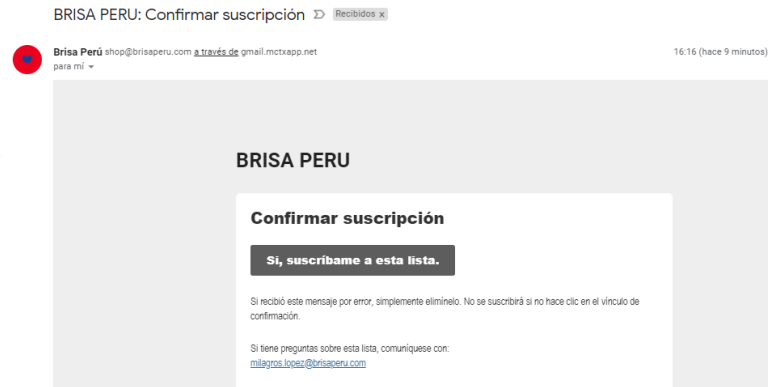 BRISA PERU: Confirmar suscripción Recibidos x
Brisa Perú shop@brisaperu.com a través de gmail.mctxapp.net 16:16 (hace 9 minutos)
para mí
BRISA PERU
Confirmar suscripción
Si, suscríbame a esta lista.
Si recibió este mensaje por error, simplemente elimínelo. No se suscribirá si no hace clic en el vínculo de
confirmación.
Si tiene preguntas sobre esta lista, comuníquese con:
milagros.lopez@brisaperu.com